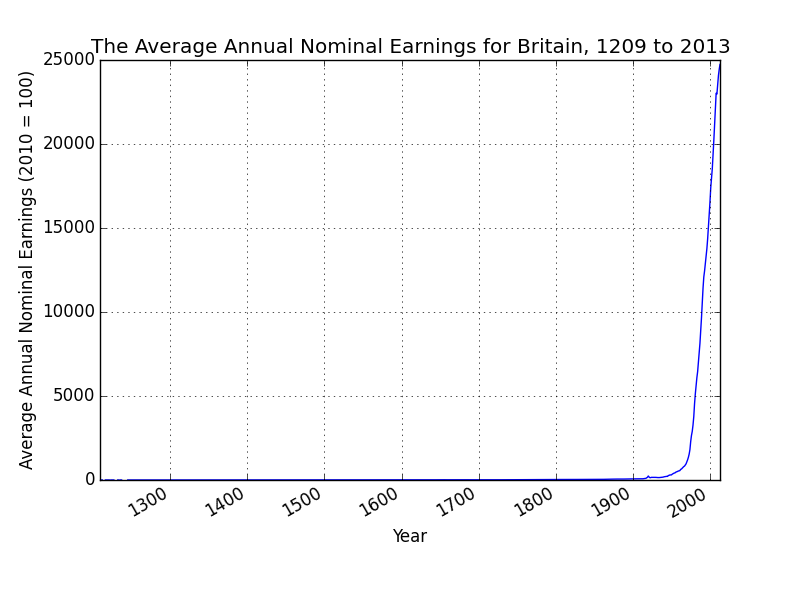 The Average Annual Nominal Earnings for Britain, 1209 to 2013
Average Annual Nominal Earnings (2010 = 100)
25000
20000
15000
10000
5000
0
1300 1400 1500 1600 1700 1800 1900 2000
Year